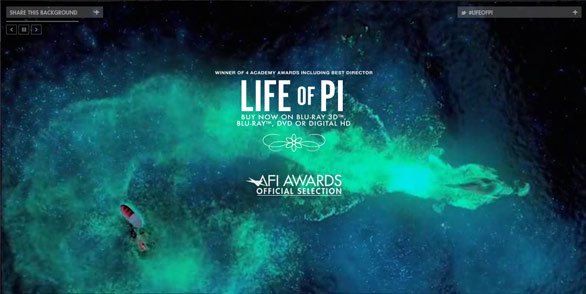 SHARE THIS BACKGROUND
#LIFEOFPI
WINNER OF 4 ACADEMY AWARDS INCLUDING BEST DIRECTOR
LIFE OF PI
BUY NOW ON BLU-RAY 3D™,
BLU-RAY™, DVD OR DIGITAL HD
AFI AWARDS
OFFICIAL SELECTION